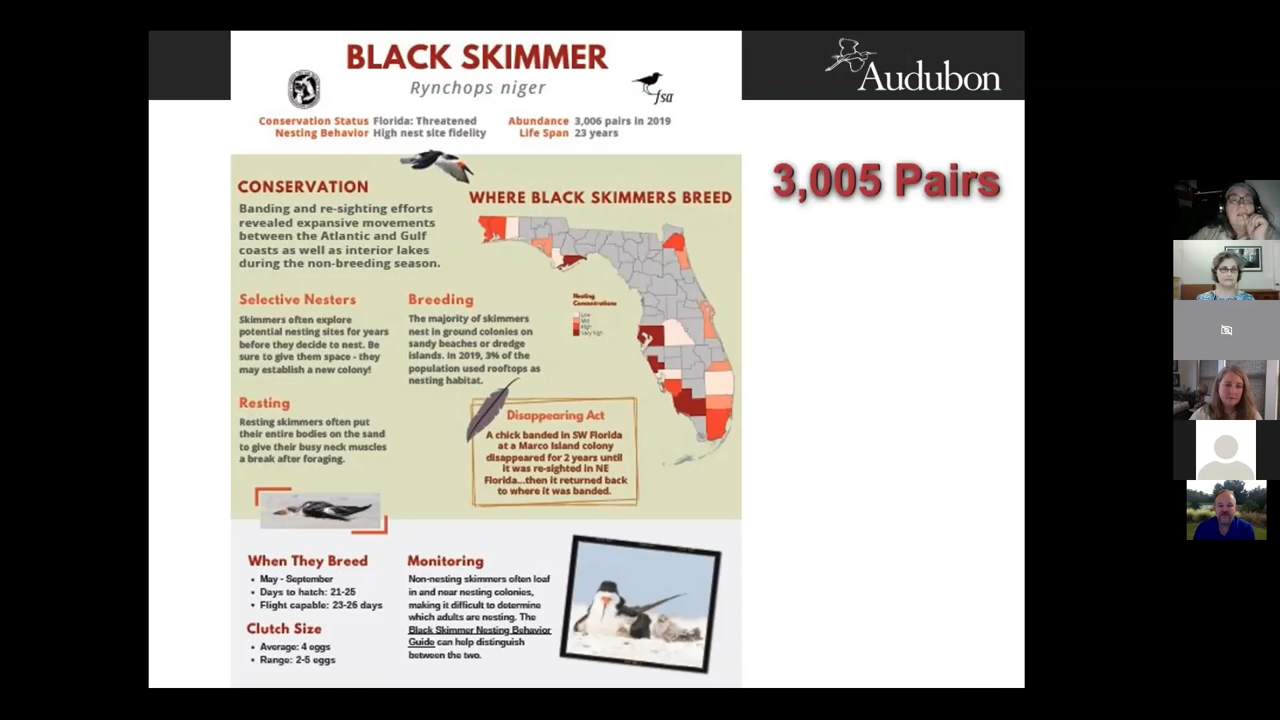 BLACK SKIMMER
Rynchops niger
fsa
Audubon
Conservation Status Florida: Threatened
Nesting Behavior High nest site fidelity
Abundance 3,006 pairs in 2019
Life Span 23 years
3,005 Pairs
CONSERVATION
Banding and re-sighting efforts
revealed expansive movements
between the Atlantic and Gulf
coasts as well as interior lakes
during the non-breeding season.
WHERE BLACK SKIMMERS BREED
Nesting
Concentrations
Low
Mid
High
Very high
Selective Nesters
Skimmers often explore
potential nesting sites for years
before they decide to nest. Be
sure to give them space - they
may establish a new colony!
Breeding
The majority of skimmers
nest in ground colonies on
sandy beaches or dredge
islands. In 2019, 3% of the
population used rooftops as
nesting habitat.
Resting
Resting skimmers often put
their entire bodies on the sand
to give their busy neck muscles
a break after foraging.
Disappearing Act
A chick banded in SW Florida
at a Marco Island colony
disappeared for 2 years until
it was re-sighted in NE
Florida...then it returned back
to where it was banded.
When They Breed
• May - September
• Days to hatch: 21-25
• Flight capable: 23-26 days
Clutch Size
• Average: 4 eggs
• Range: 2-5 eggs
Monitoring
Non-nesting skimmers often loaf
in and near nesting colonies,
making it difficult to determine
which adults are nesting. The
Black Skimmer Nesting Behavior
Guide can help distinguish
between the two.